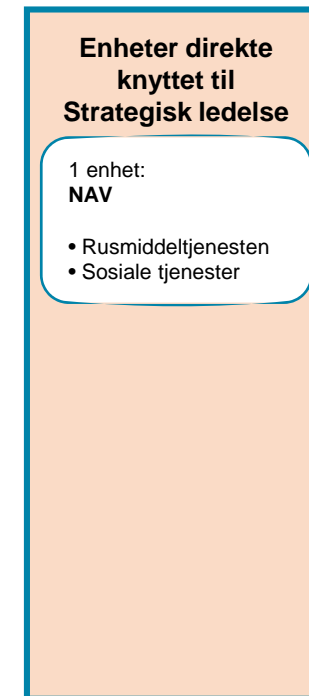 Enheter direkte
knyttet til
Strategisk ledelse
1 enhet:
NAV
• Rusmiddeltjenesten
• Sosiale tjenester